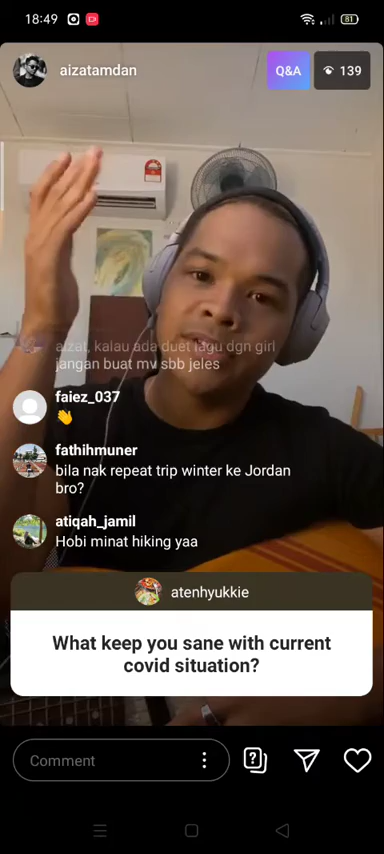 18:49
81
aizatamdan
Q&A
139
aizat, kalau ada duet lagu dgn girl
jangan buat mv sbb jeles
faiez_037
👋
fathihmuner
bila nak repeat trip winter ke Jordan
bro?
atiqah_jamil
Hobi minat hiking yaa
atenhyukkie
What keep you sane with current
covid situation?
Comment